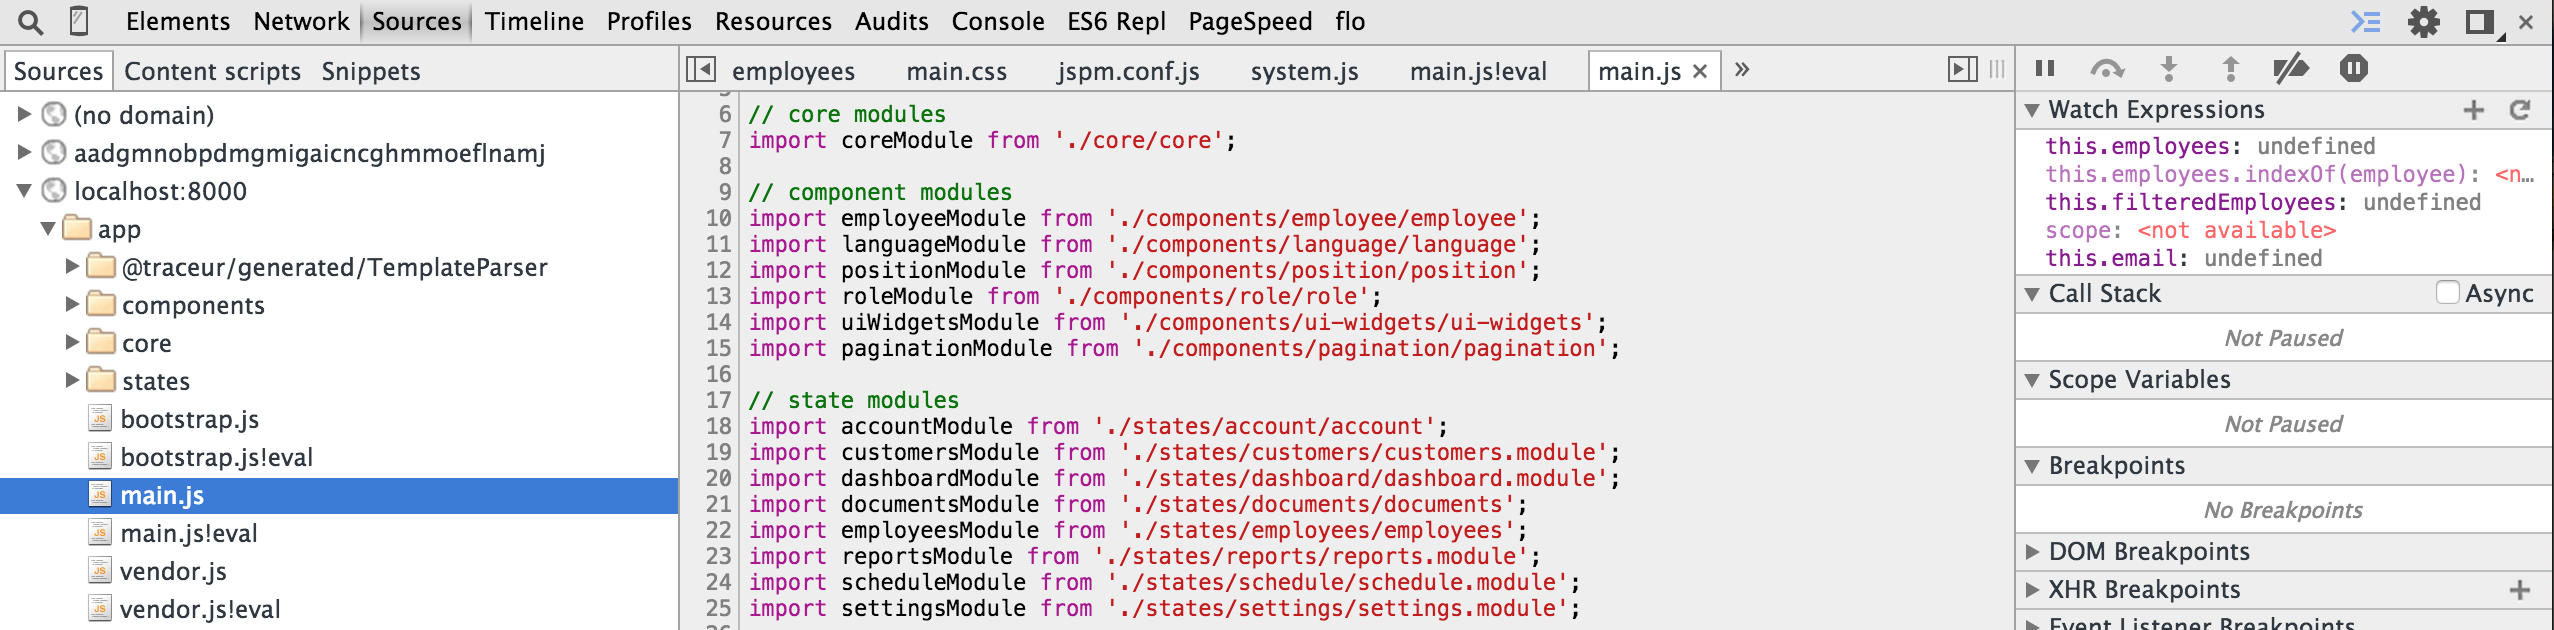 Elements Network Sources Timeline Profiles Resources Audits Console ES6 Repl PageSpeed flo
Sources Content scripts Snippets
(no domain)
aadgmnobpdmgmigaicncghmmoeflnamj
localhost:8000
app
@traceur/generated/TemplateParser
components
core
states
bootstrap.js
bootstrap.js!eval
main.js
main.js!eval
vendor.js
vendor.js!eval
employees main.css jspm.conf.js system.js main.js!eval main.js × »
6 // core modules
7 import coreModule from './core/core';
8
9 // component modules
10 import employeeModule from './components/employee/employee';
11 import languageModule from './components/language/language';
12 import positionModule from './components/position/position';
13 import roleModule from './components/role/role';
14 import uiWidgetsModule from './components/ui-widgets/ui-widgets';
15 import paginationModule from './components/pagination/pagination';
16
17 // state modules
18 import accountModule from './states/account/account';
19 import customersModule from './states/customers/customers.module';
20 import dashboardModule from './states/dashboard/dashboard.module';
21 import documentsModule from './states/documents/documents';
22 import employeesModule from './states/employees/employees';
23 import reportsModule from './states/reports/reports.module';
24 import scheduleModule from './states/schedule/schedule.module';
25 import settingsModule from './states/settings/settings.module';
Watch Expressions
this.employees: undefined
this.employees.indexOf(employee): <n…
this.filteredEmployees: undefined
scope: <not available>
this.email: undefined
Call Stack Async
Not Paused
Scope Variables
Not Paused
Breakpoints
No Breakpoints
DOM Breakpoints
XHR Breakpoints
Event Listener Breakpoints